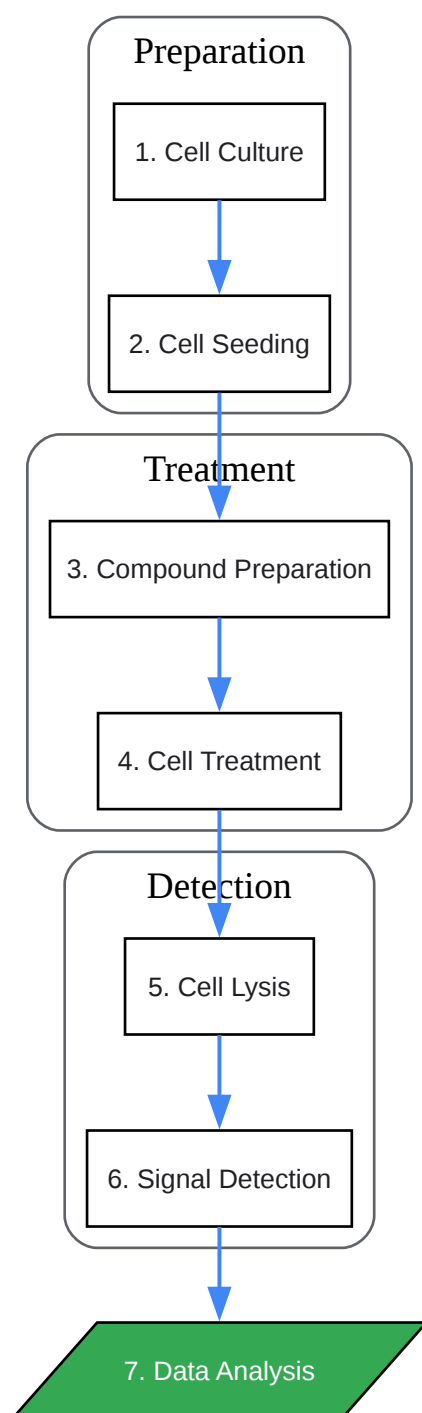 Preparation
1. Cell Culture
2. Cell Seeding
Treatment
3. Compound Preparation
4. Cell Treatment
Detection
5. Cell Lysis
6. Signal Detection
7. Data Analysis